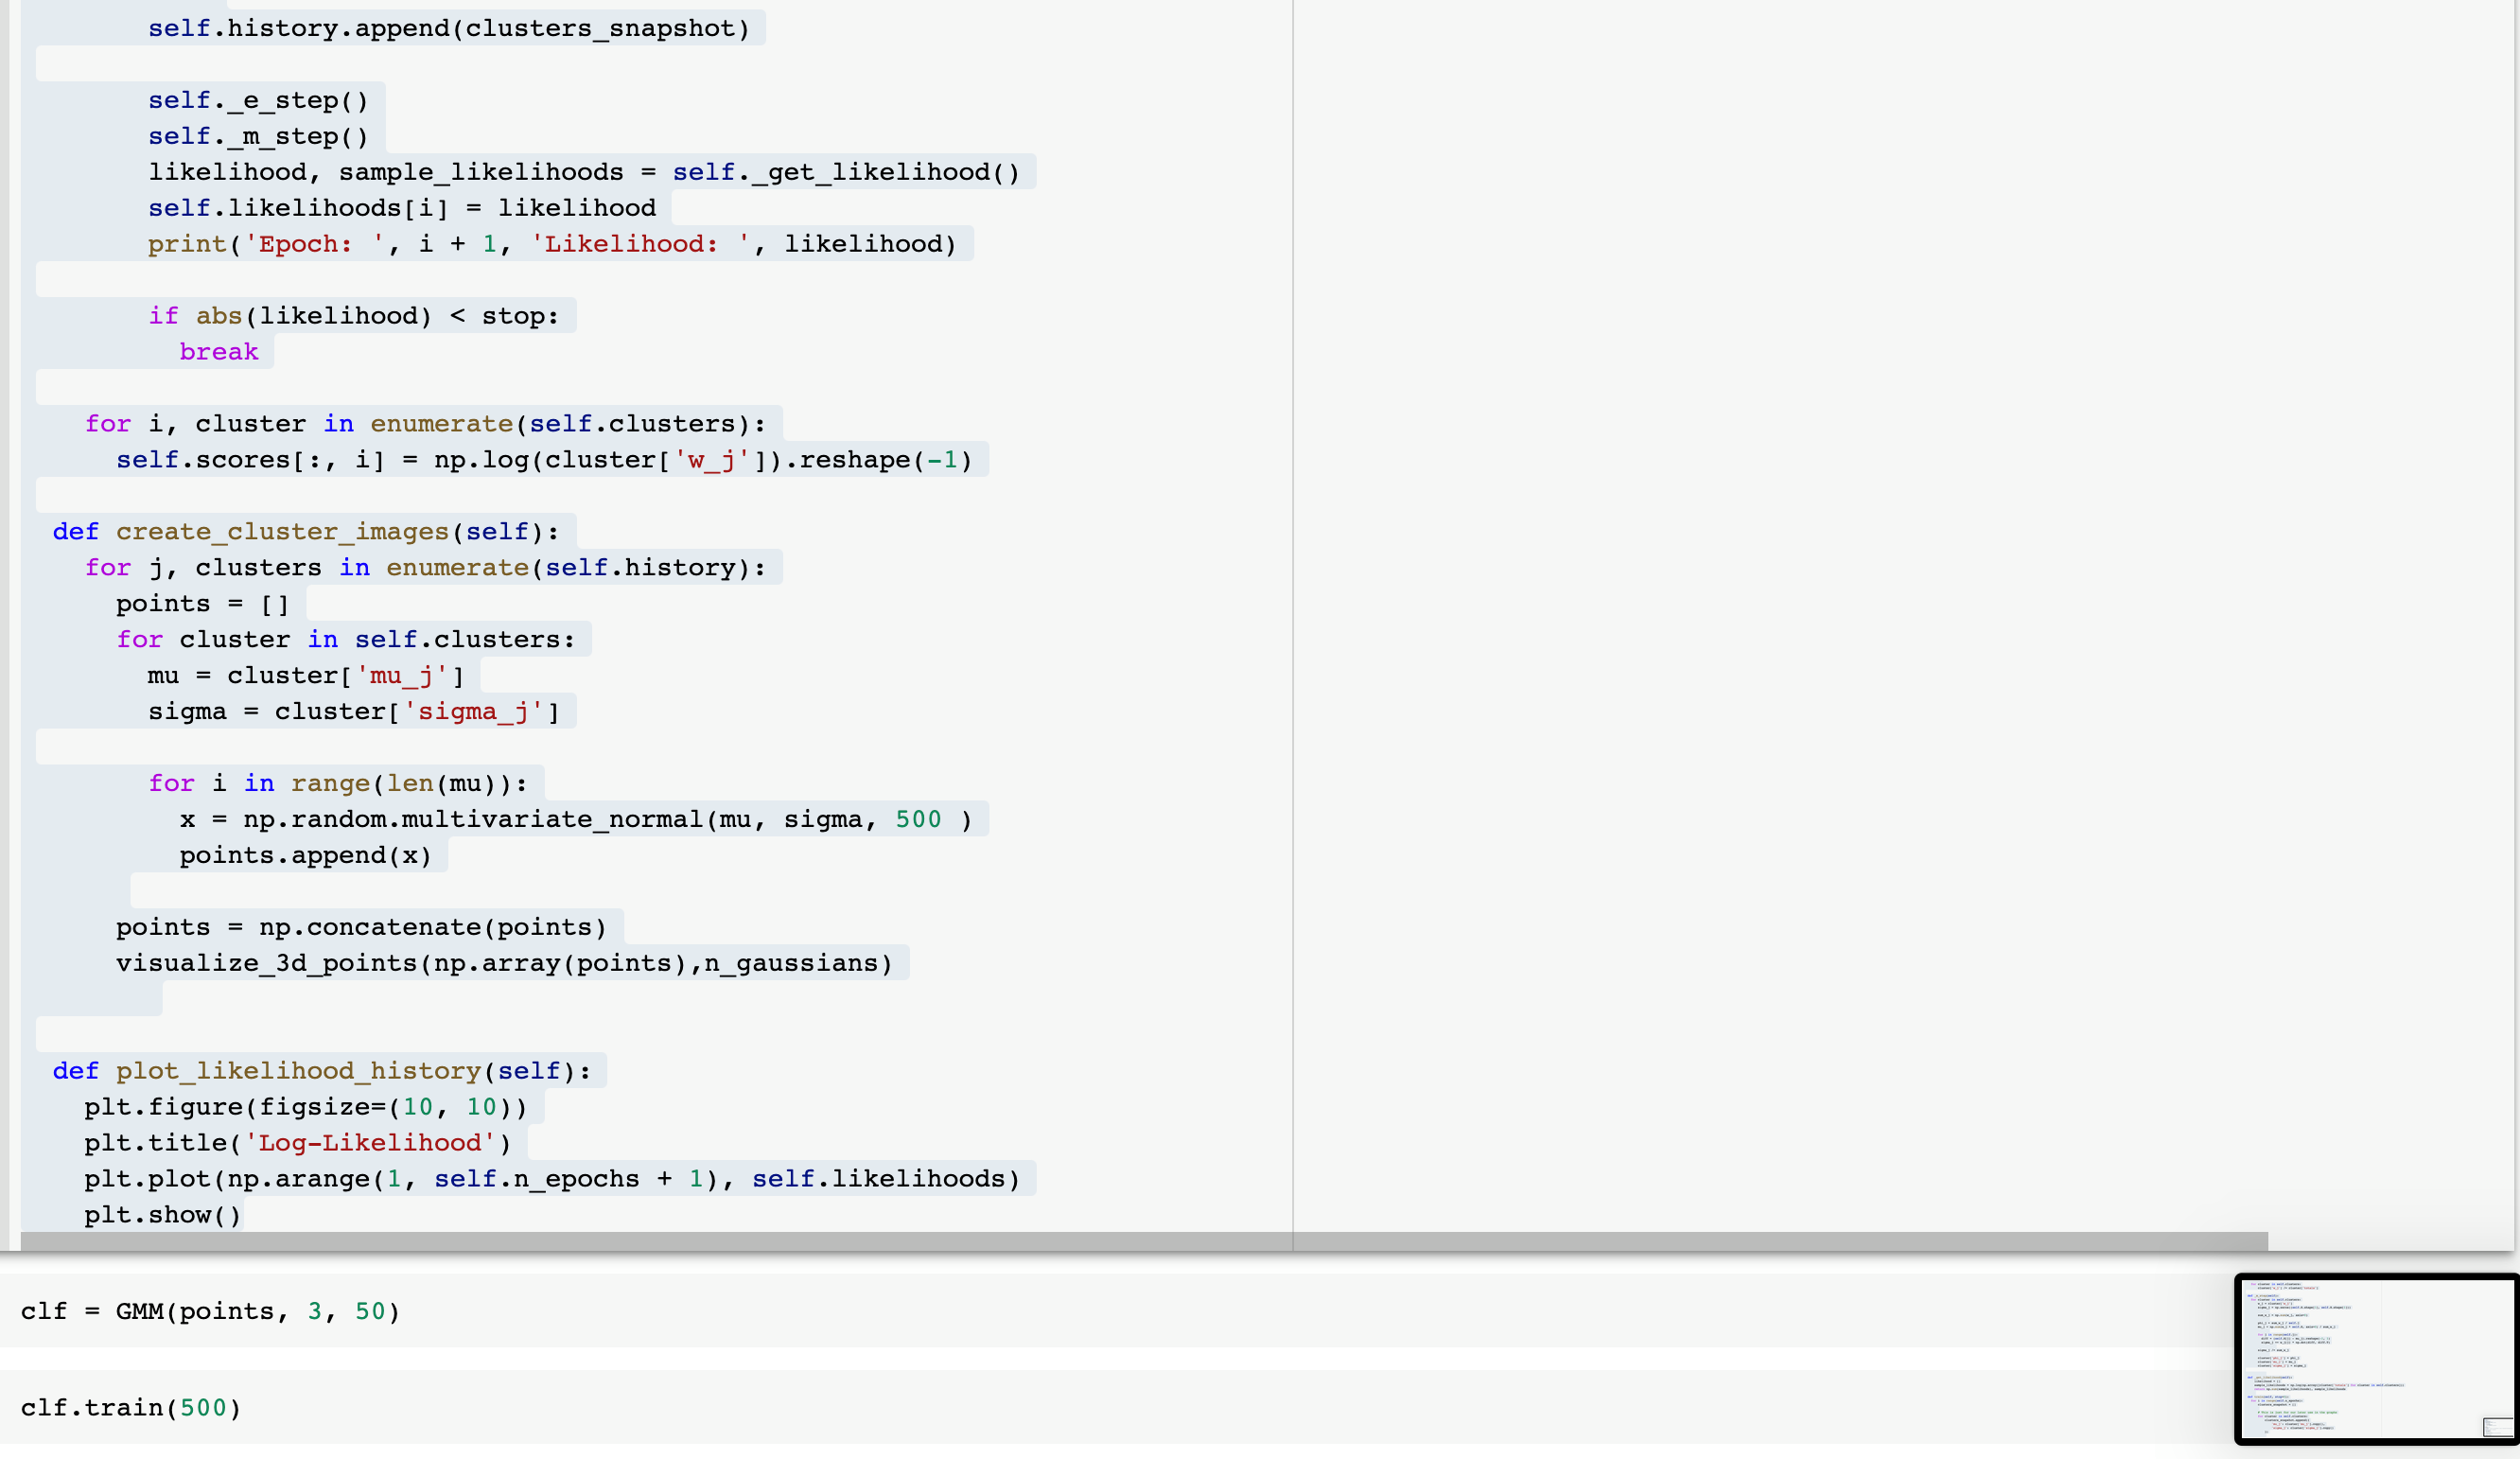 self.history.append(clusters_snapshot)
self._e_step()
self._m_step()
likelihood, sample_likelihoods = self._get_likelihood()
self.likelihoods[i] = likelihood
print('Epoch: ', i + 1, 'Likelihood: ', likelihood)
if abs(likelihood) < stop:
break
for i, cluster in enumerate(self.clusters):
self.scores[:, i] = np.log(cluster['w_j']).reshape(-1)
def create_cluster_images(self):
for j, clusters in enumerate(self.history):
points = []
for cluster in self.clusters:
mu = cluster['mu_j']
sigma = cluster['sigma_j']
for i in range(len(mu)):
x = np.random.multivariate_normal(mu, sigma, 500 )
points.append(x)
points = np.concatenate(points)
visualize_3d_points(np.array(points),n_gaussians)
def plot_likelihood_history(self):
plt.figure(figsize=(10, 10))
plt.title('Log-Likelihood')
plt.plot(np.arange(1, self.n_epochs + 1), self.likelihoods)
plt.show()
clf = GMM(points, 3, 50)
clf.train(500)